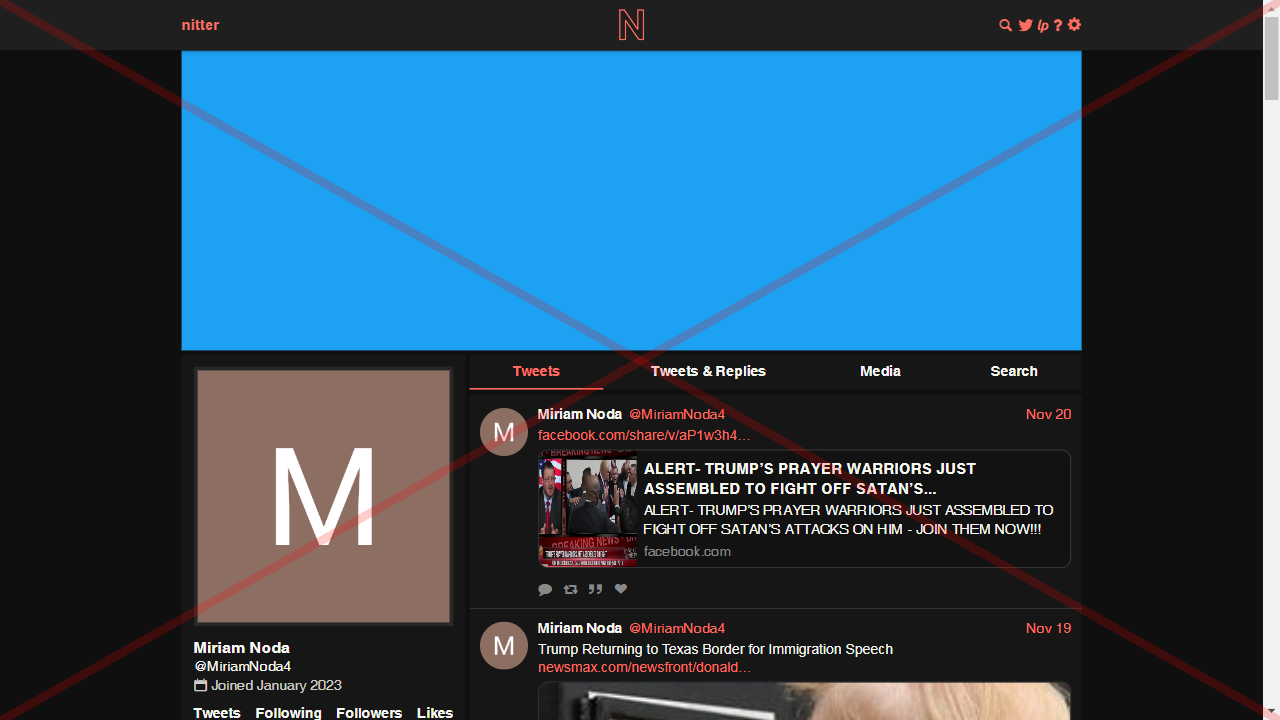 nitter
N
lp ?
M
Miriam Noda
@MiriamNoda4
Joined January 2023
Tweets Following Followers Likes
Tweets Tweets & Replies Media Search
M
Miriam Noda @MiriamNoda4 Nov 20
facebook.com/share/v/aP1w3h4…
BREAKING NEWS
ALERT- TRUMP’S PRAYER WARRIORS JUST
ASSEMBLED TO FIGHT OFF SATAN’S...
ALERT- TRUMP'S PRAYER WARRIORS JUST ASSEMBLED TO
FIGHT OFF SATAN'S ATTACKS ON HIM - JOIN THEM NOW!!!
facebook.com
M
Miriam Noda @MiriamNoda4 Nov 19
Trump Returning to Texas Border for Immigration Speech
newsmax.com/newsfront/donald…